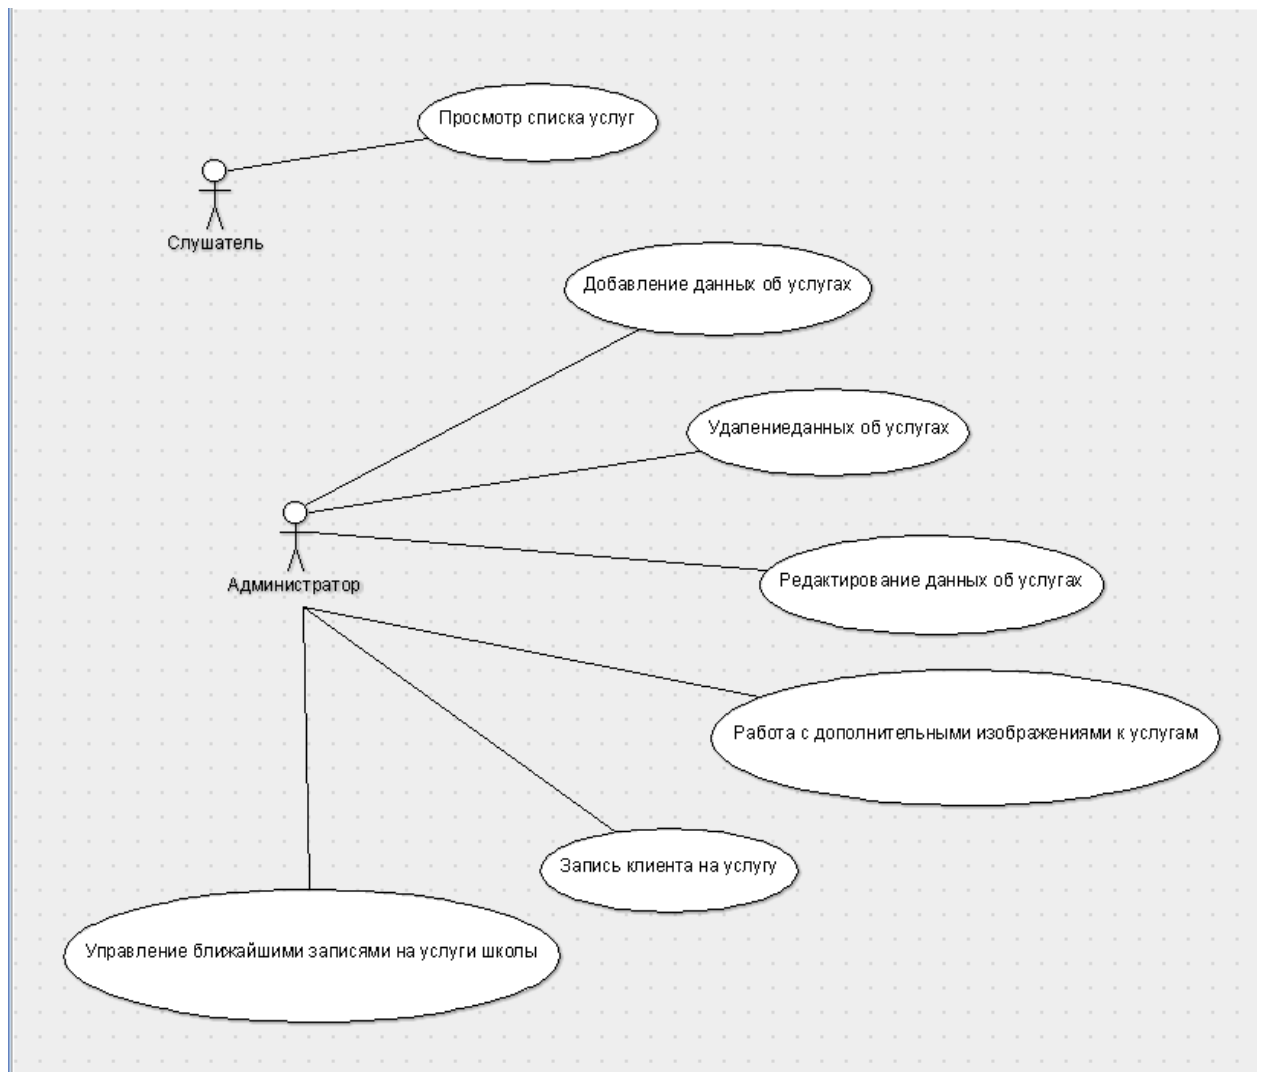 Просмотр списка услуг
Слушатель
Добавление данных об услугах
Удалениеданных об услугах
Администратор
Редактирование данных об услугах
Работа с дополнительными изображениями к услугам
Запись клиента на услугу
Управление ближайшими записями на услуги школы